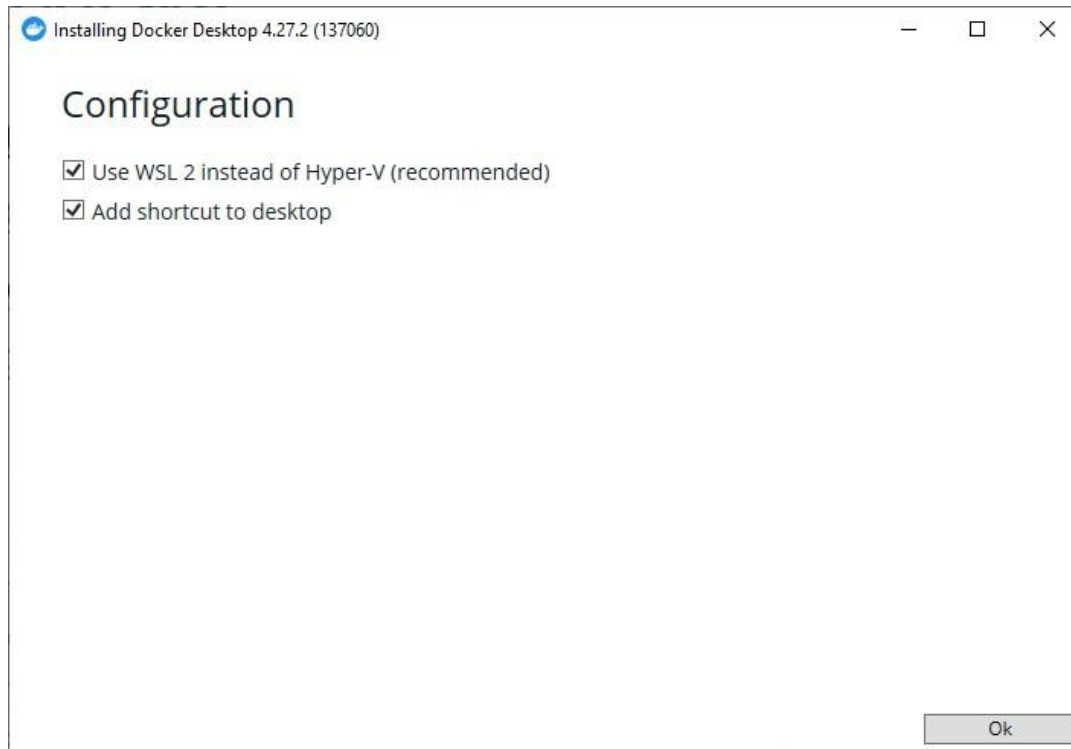 Installing Docker Desktop 4.27.2 (137060)
Configuration
Use WSL 2 instead of Hyper-V (recommended)
Add shortcut to desktop
Ok